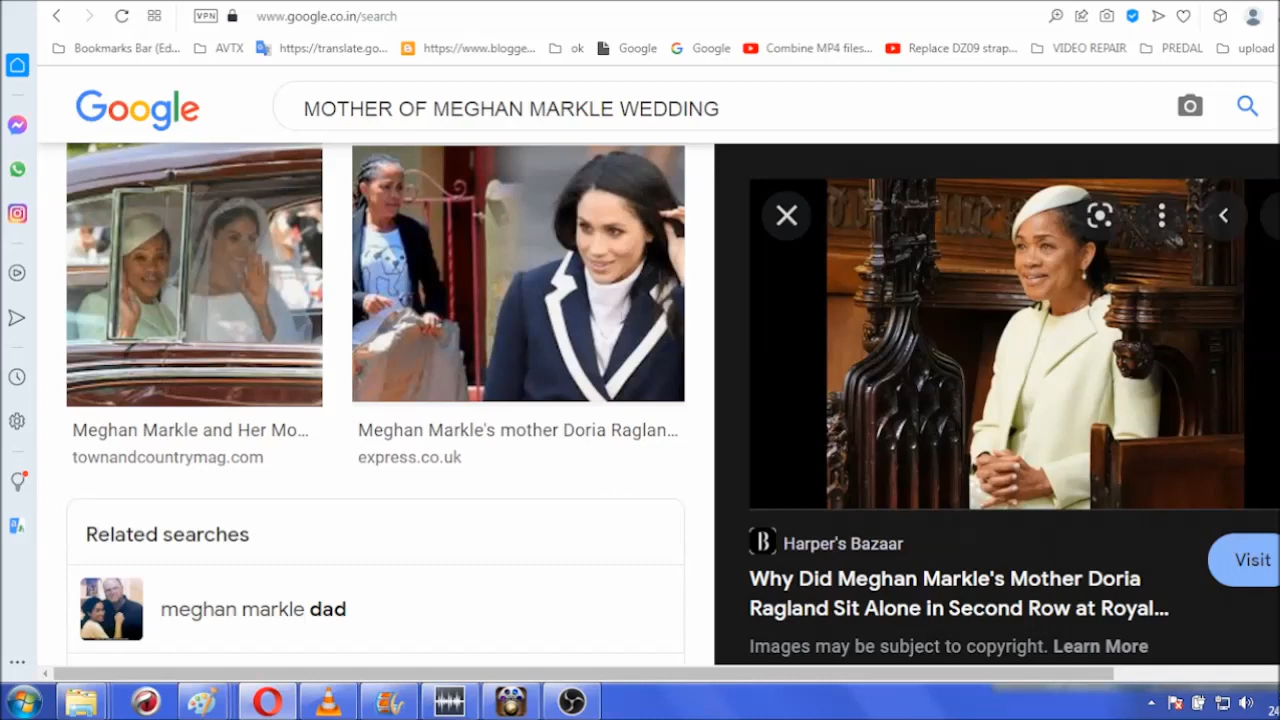 VPN
www.google.co.in/search
Bookmarks Bar (Ed...
AVTX
https://translate.go...
https://www.blogge...
ok
Google
Google
Combine MP4 files...
Replace DZ09 strap...
VIDEO REPAIR
PREDAL
upload
Google
MOTHER OF MEGHAN MARKLE WEDDING
Meghan Markle and Her Mo...
townandcountrymag.com
Meghan Markle's mother Doria Raglan...
express.co.uk
Related searches
meghan markle dad
B
Harper's Bazaar
Visit
Why Did Meghan Markle's Mother Doria
Ragland Sit Alone in Second Row at Royal...
Images may be subject to copyright. Learn More
24